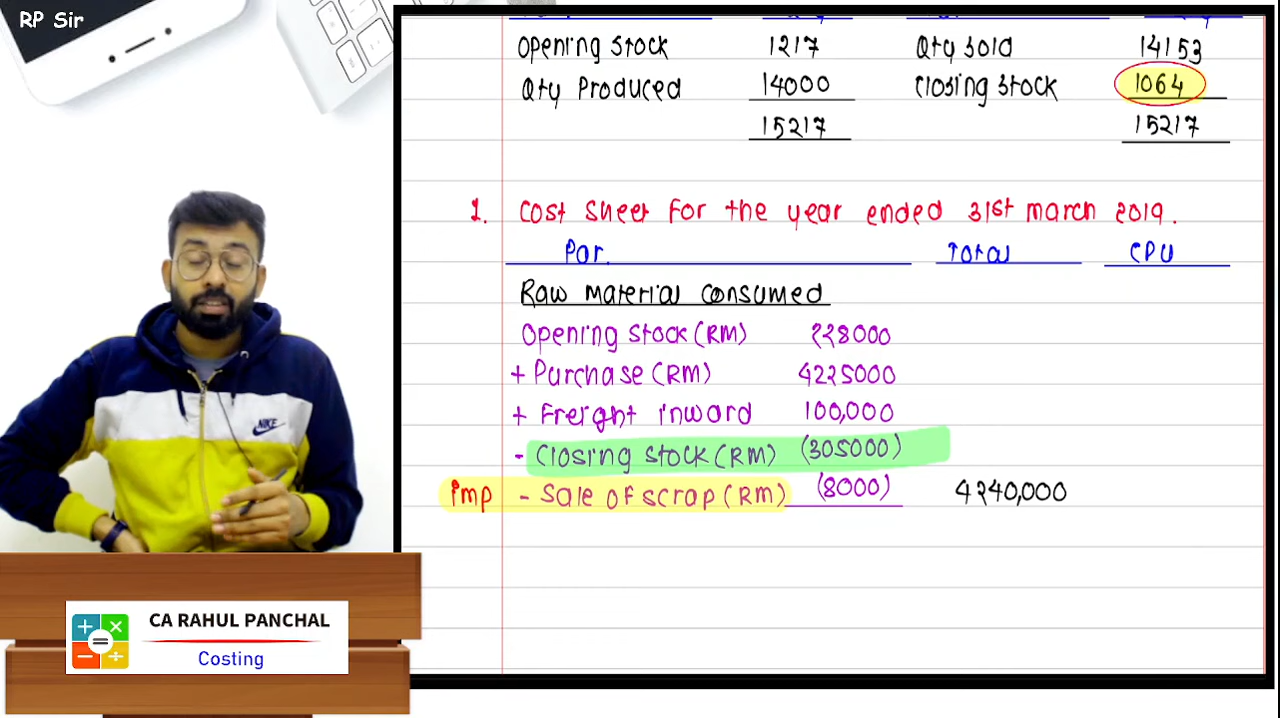 RP Sir
Opening Stock 1217 Qty Sold 14153
Qty Produced 14000 Closing Stock 1064
15217 15217
1. Cost Sheet for the year ended 31st march 2019.
Par. Total CPU
Raw material consumed
Opening Stock (RM) 228000
+ Purchase (RM) 4225000
+ Freight inward 100,000
- Closing stock (RM) (305000)
imp - Sale of scrap (RM) (8000) 4240,000
NIKE
CA RAHUL PANCHAL
Costing